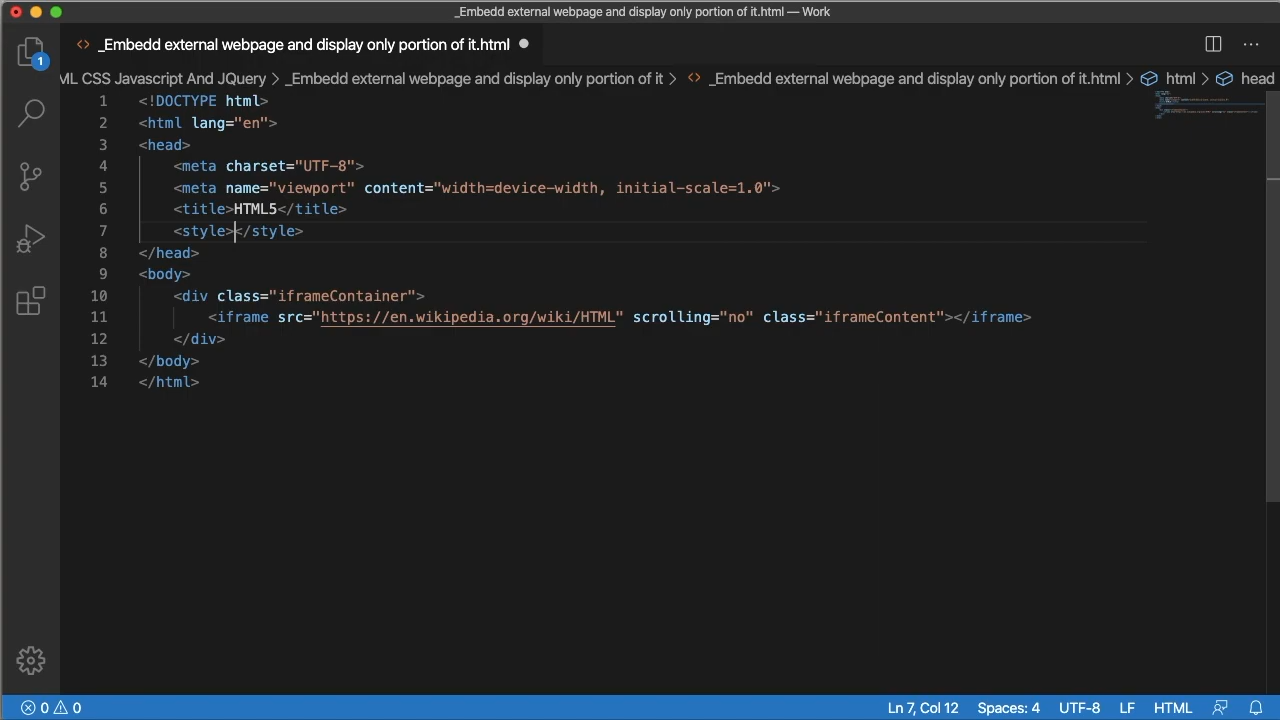 _Embedd external webpage and display only portion of it.html — Work
<> _Embedd external webpage and display only portion of it.html ●
1
ML CSS Javascript And JQuery > _Embedd external webpage and display only portion of it > <> _Embedd external webpage and display only portion of it.html > html > head
1 <!DOCTYPE html>
2 <html lang="en">
3 <head>
4     <meta charset="UTF-8">
5     <meta name="viewport" content="width=device-width, initial-scale=1.0">
6     <title>HTML5</title>
7     <style></style>
8 </head>
9 <body>
10     <div class="iframeContainer">
11         <iframe src="https://en.wikipedia.org/wiki/HTML" scrolling="no" class="iframeContent"></iframe>
12     </div>
13 </body>
14 </html>
0 0 Ln 7, Col 12 Spaces: 4 UTF-8 LF HTML